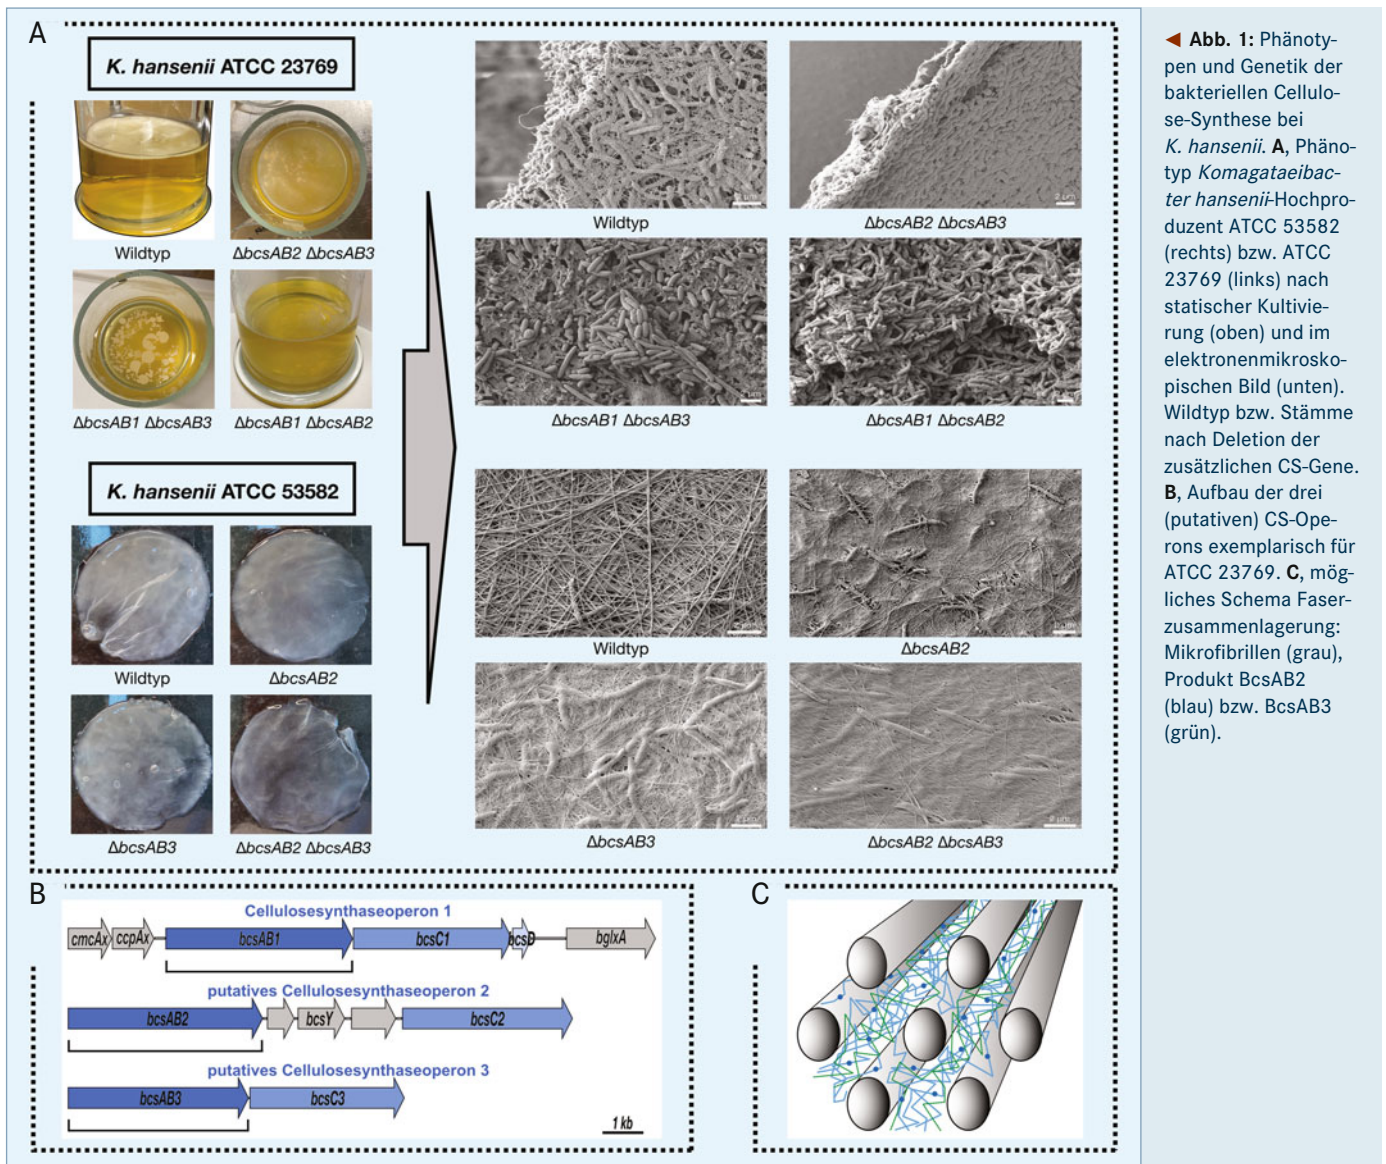 A
K. hansenii ATCC 23769
Wildtyp
ΔbcsAB2 ΔbcsAB3
ΔbcsAB1 ΔbcsAB3
ΔbcsAB1 ΔbcsAB2
K. hansenii ATCC 53582
Wildtyp
ΔbcsAB2
ΔbcsAB3
ΔbcsAB2 ΔbcsAB3
Wildtyp
ΔbcsAB2 ΔbcsAB3
2 µm
ΔbcsAB1 ΔbcsAB3
ΔbcsAB1 ΔbcsAB2
Wildtyp
ΔbcsAB2
ΔbcsAB3
ΔbcsAB2 ΔbcsAB3
B
Cellulosesynthaseoperon 1
cmcAx ccpAx bcsAB1 bcsC1 bcsD bglxA
putatives Cellulosesynthaseoperon 2
bcsAB2 bcsY bcsC2
putatives Cellulosesynthaseoperon 3
bcsAB3 bcsC3
1 kb
C
◀ Abb. 1: Phänoty-
pen und Genetik der
bakteriellen Cellulo-
se-Synthese bei
K. hansenii. A, Phäno-
typ Komagataeibac-
ter hansenii-Hochpro-
duzent ATCC 53582
(rechts) bzw. ATCC
23769 (links) nach
statischer Kultivie-
rung (oben) und im
elektronenmikrosko-
pischen Bild (unten).
Wildtyp bzw. Stämme
nach Deletion der
zusätzlichen CS-Gene.
B, Aufbau der drei
(putativen) CS-Ope-
rons exemplarisch für
ATCC 23769. C, mög-
liches Schema Faser-
zusammenlagerung:
Mikrofibrillen (grau),
Produkt BcsAB2
(blau) bzw. BcsAB3
(grün).